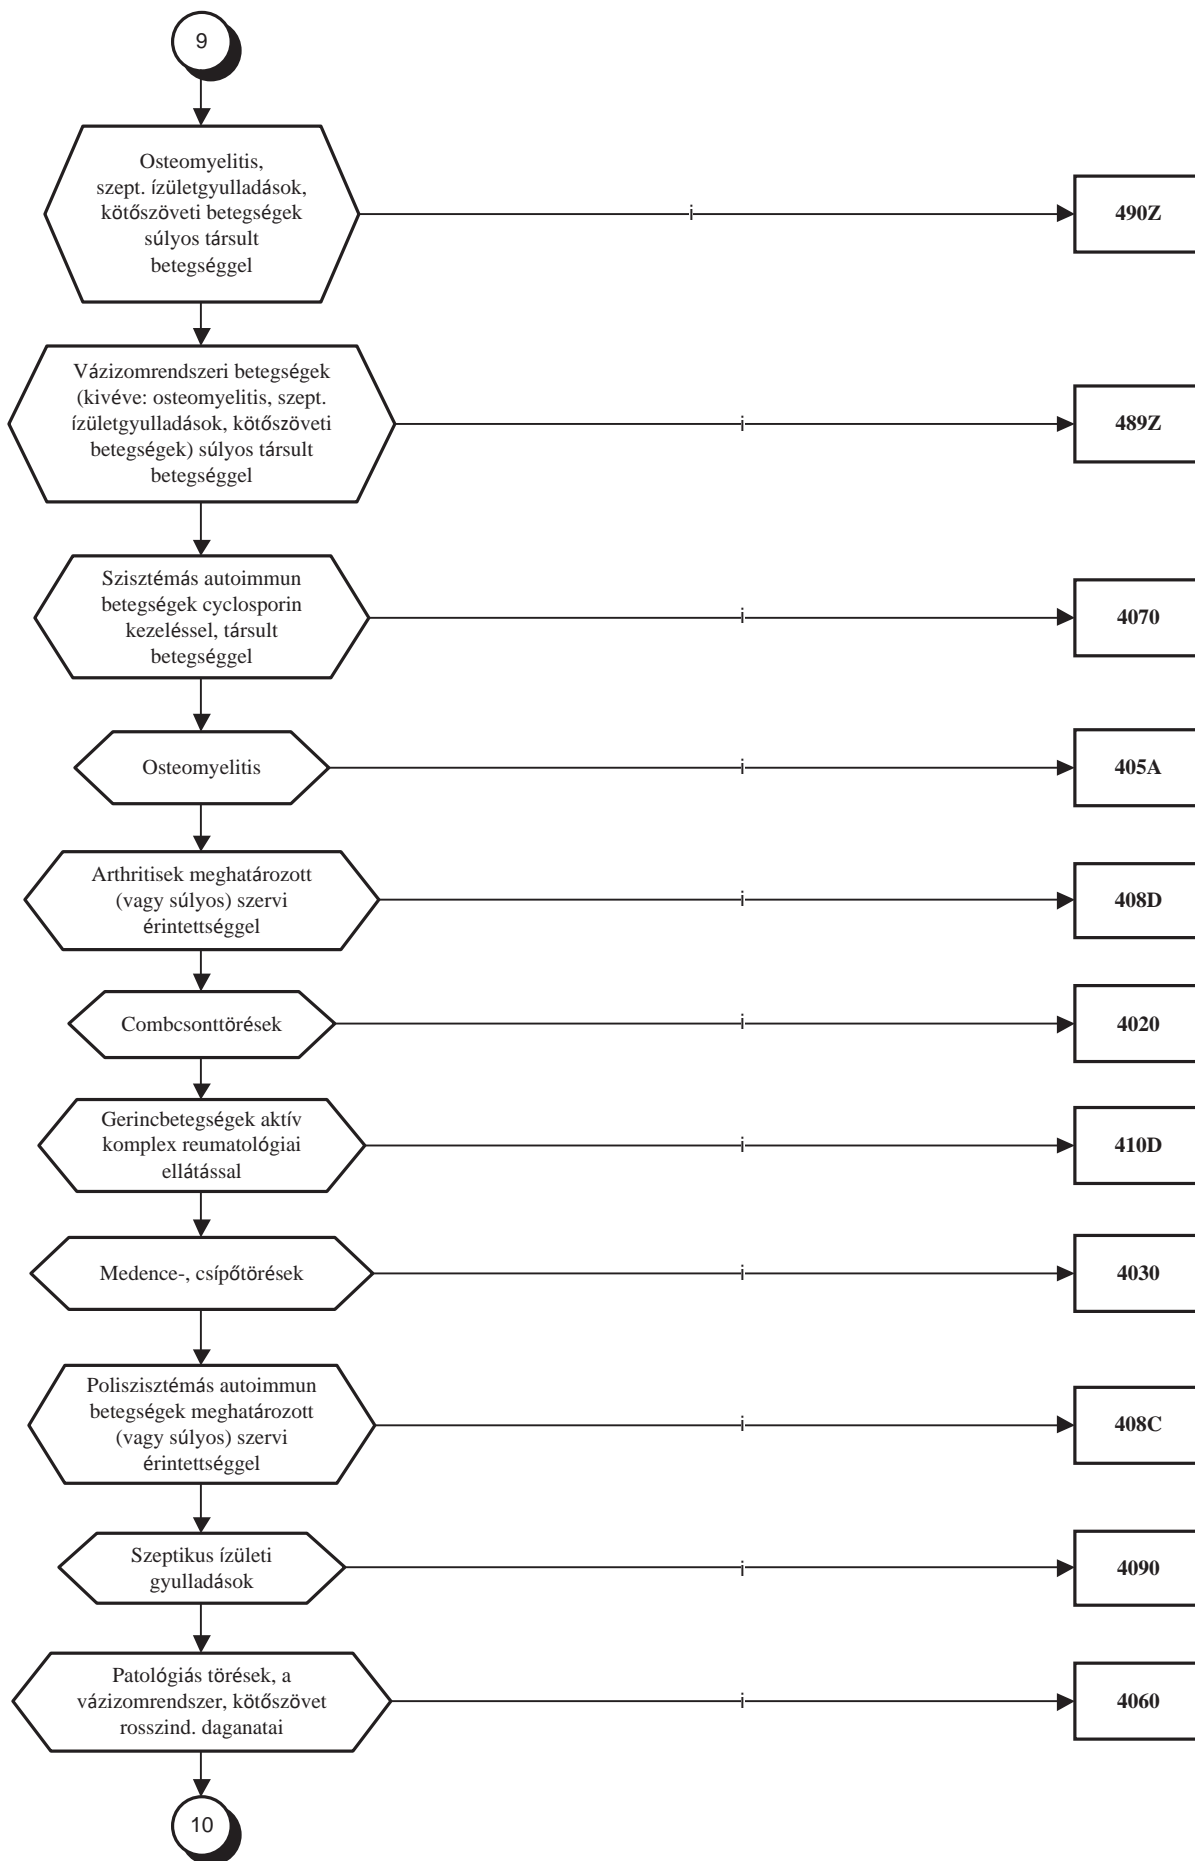 9
Osteomyelitis,
szept. ízületgyulladások,
kötőszöveti betegségek
súlyos társult
betegséggel
i
490Z
Vázizomrendszeri betegségek
(kivéve: osteomyelitis, szept.
ízületgyulladások, kötőszöveti
betegségek) súlyos társult
betegséggel
i
489Z
Szisztémás autoimmun
betegségek cyclosporin
kezeléssel, társult
betegséggel
i
4070
Osteomyelitis
i
405A
Arthritisek meghatározott
(vagy súlyos) szervi
érintettséggel
i
408D
Combcsonttörések
i
4020
Gerincbetegségek aktív
komplex reumatológiai
ellátással
i
410D
Medence-, csípőtörések
i
4030
Poliszisztémás autoimmun
betegségek meghatározott
(vagy súlyos) szervi
érintettséggel
i
408C
Szeptikus ízületi
gyulladások
i
4090
Patológiás törések, a
vázizomrendszer, kötőszövet
rosszind. daganatai
i
4060
10